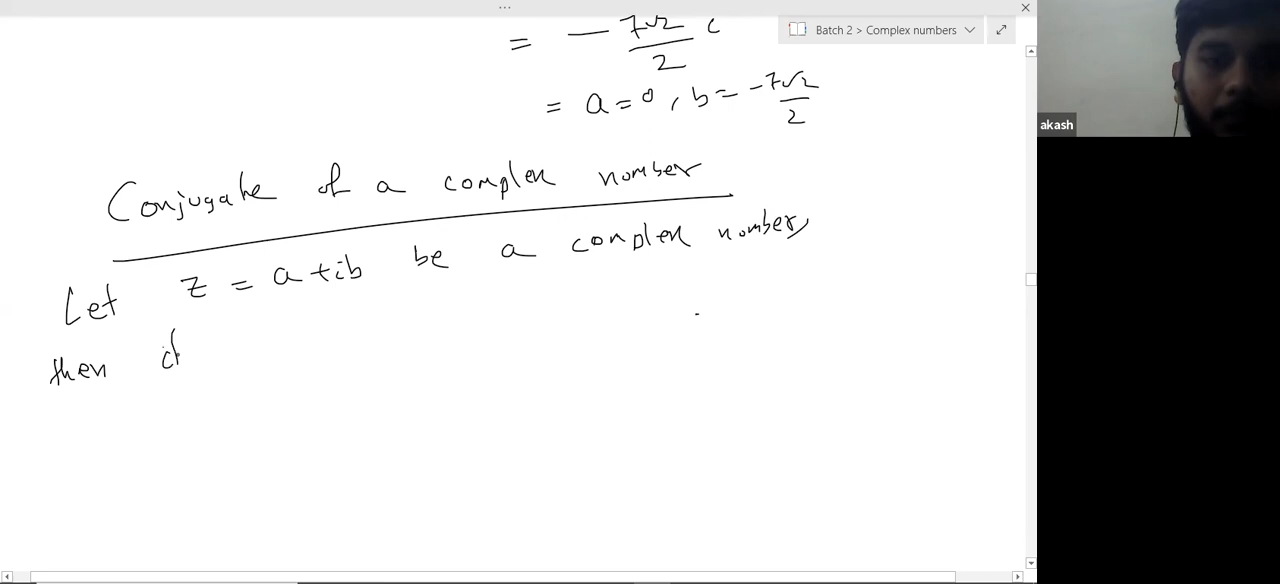 ...
Batch 2 > Complex numbers
= - 7√2/2 i
= a = 0, b = -7√2/2
akash
Conjugate of a complex number
Let z = a + ib be a complex number,
then it